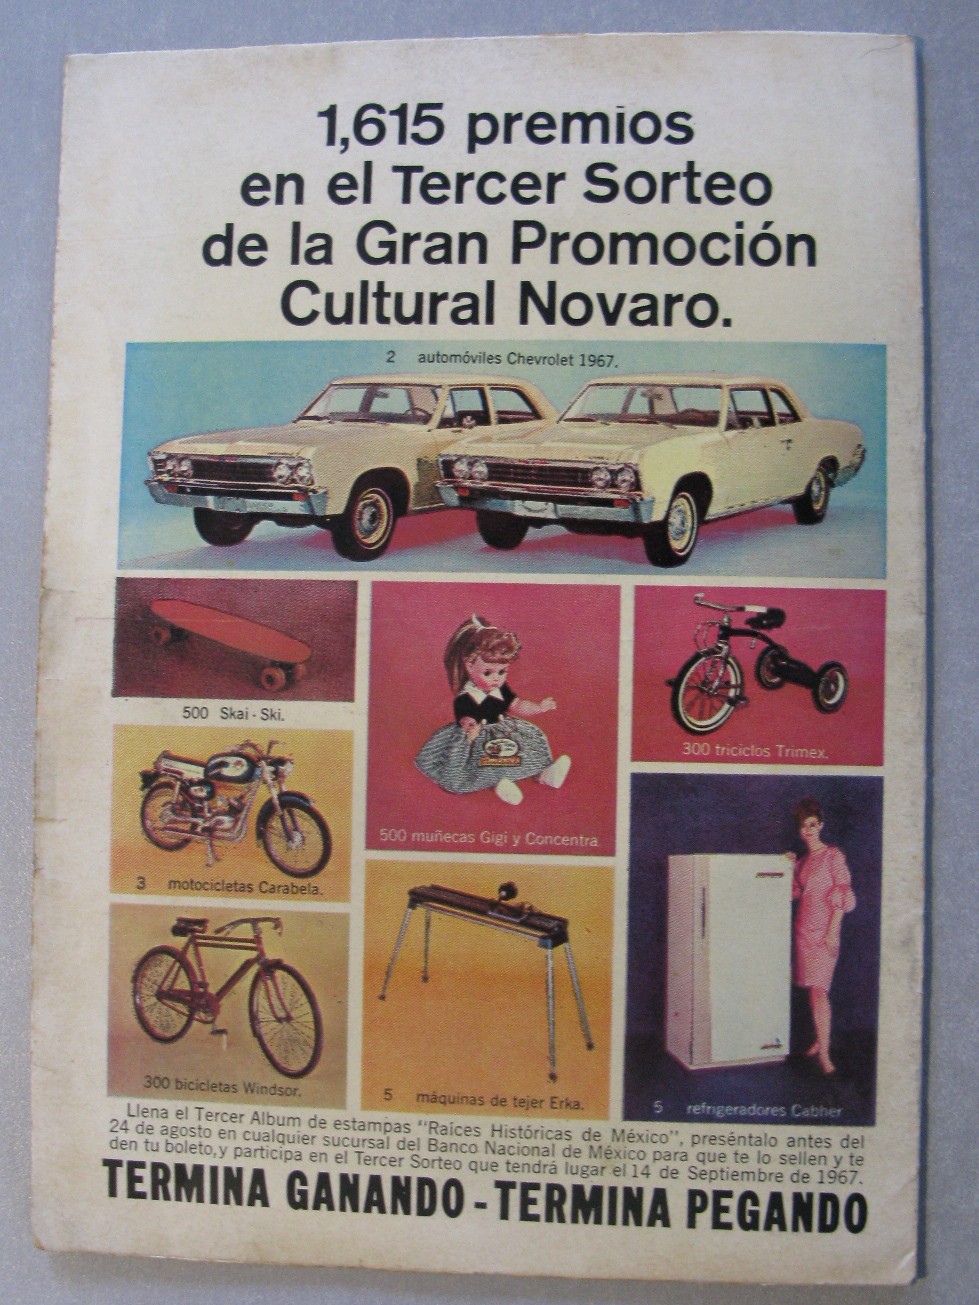 1,615 premios
en el Tercer Sorteo
de la Gran Promoción
Cultural Novaro.
2 automóviles Chevrolet 1967.
500 Skai - Ski.
500 muñecas Gigi y Concentra.
300 triciclos Trimex.
3 motocicletas Carabela.
300 bicicletas Windsor.
5 máquinas de tejer Erka.
5 refrigeradores Cabher
Llena el Tercer Album de estampas "Raíces Históricas de México", preséntalo antes del
24 de agosto en cualquier sucursal del Banco Nacional de México para que te lo sellen y te
den tu boleto, y participa en el Tercer Sorteo que tendrá lugar el 14 de Septiembre de 1967.
TERMINA GANANDO - TERMINA PEGANDO